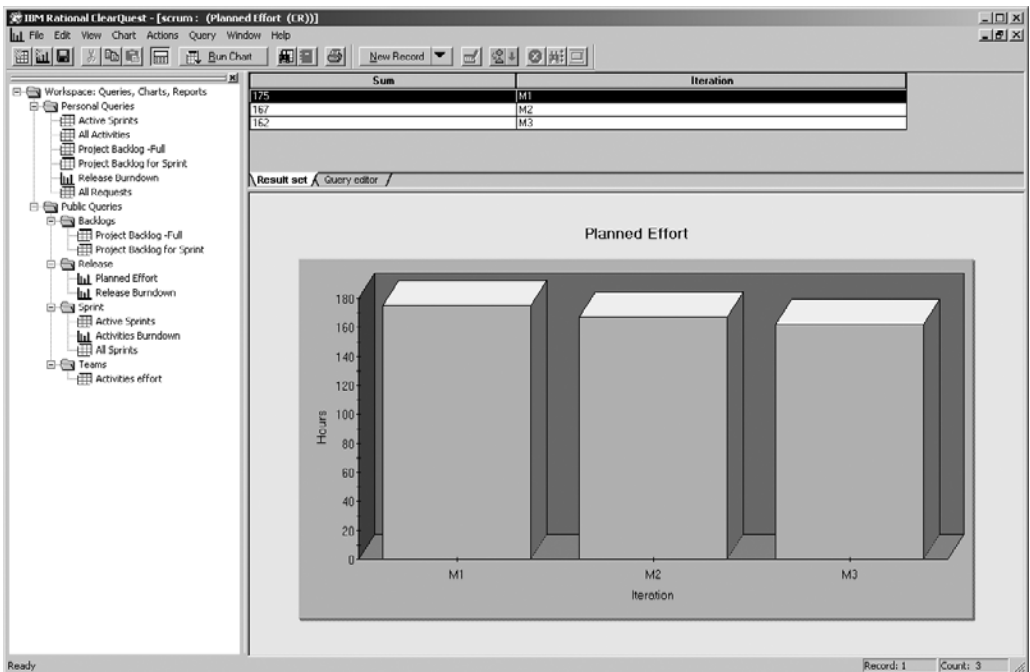 IBM Rational ClearQuest - [scrum : (Planned Effort (CR))]
File Edit View Chart Actions Query Window Help
Run Chart New Record
Workspace: Queries, Charts, Reports
Personal Queries
Active Sprints
All Activities
Project Backlog -Full
Project Backlog for Sprint
Release Burndown
All Requests
Public Queries
Backlogs
Project Backlog -Full
Project Backlog for Sprint
Release
Planned Effort
Release Burndown
Sprint
Active Sprints
Activities Burndown
All Sprints
Teams
Activities effort
Sum Iteration
175 M1
167 M2
162 M3
Result set Query editor
Planned Effort
180
160
140
120
100
80
60
40
20
0
Hours
M1 M2 M3
Iteration
Ready Record: 1 Count: 3